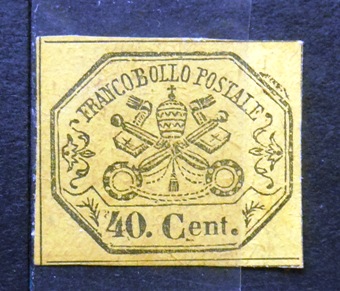 FRANCO BOLLO POSTALE
40. Cent.